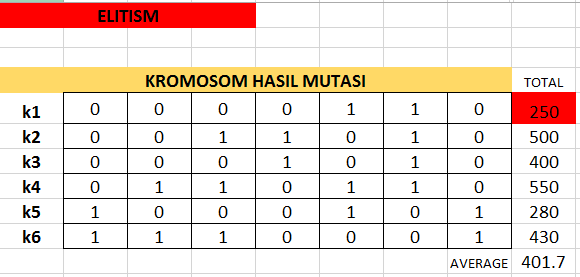 ELITISM
KROMOSOM HASIL MUTASI TOTAL
k1 0 0 0 0 1 1 0 250
k2 0 0 1 1 0 1 0 500
k3 0 0 0 1 0 1 0 400
k4 0 1 1 0 1 1 0 550
k5 1 0 0 0 1 0 1 280
k6 1 1 1 0 0 0 1 430
AVERAGE 401.7